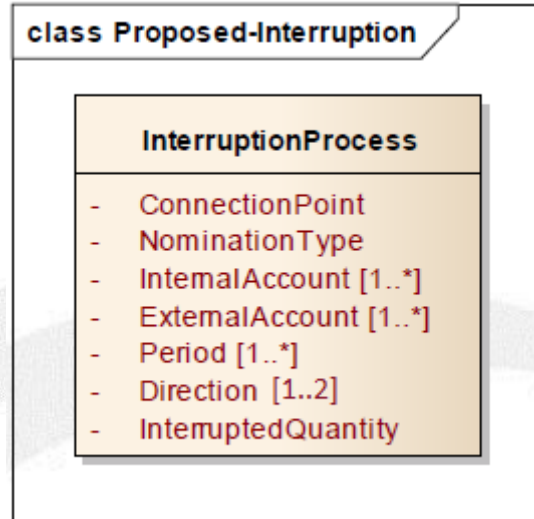 class Proposed-Interruption
InterruptionProcess
- ConnectionPoint
- NominationType
- InternalAccount [1..*]
- ExternalAccount [1..*]
- Period [1..*]
- Direction [1..2]
- InterruptedQuantity